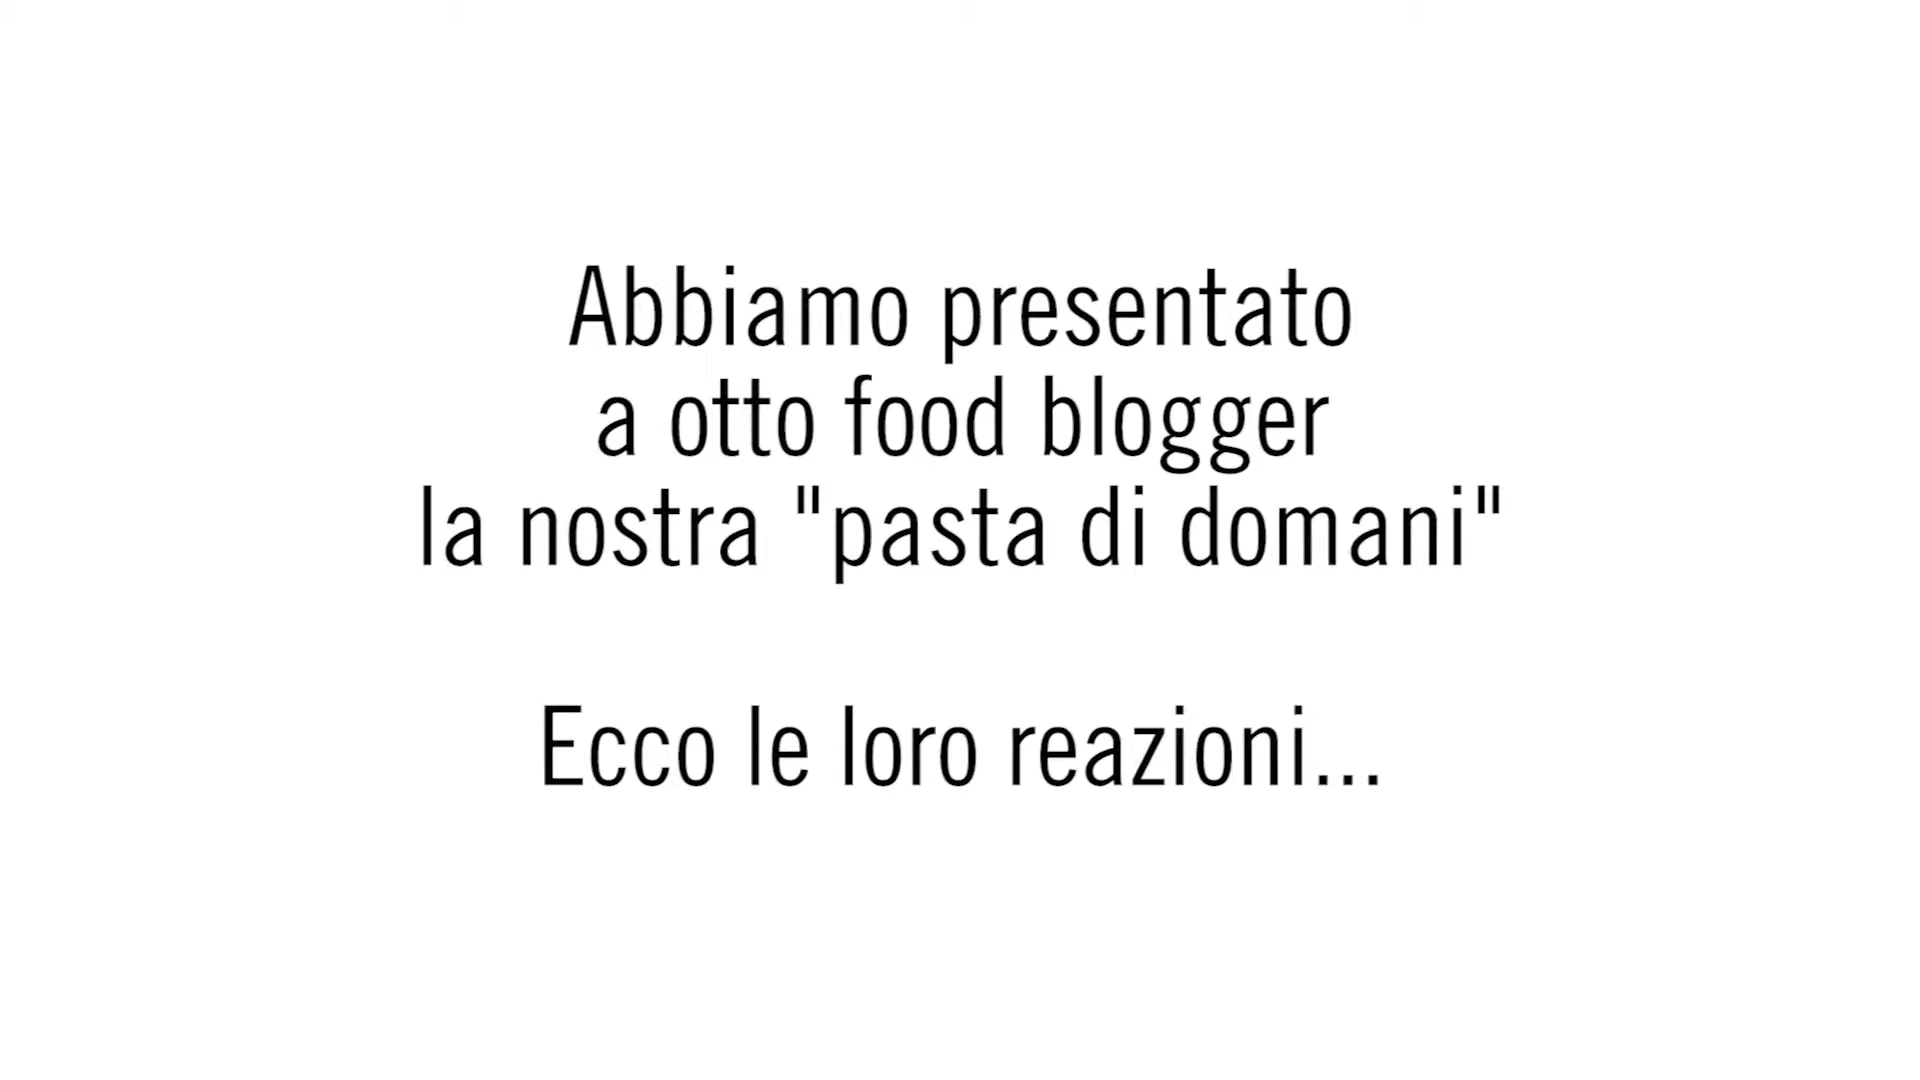 Abbiamo presentato
a otto food blogger
la nostra "pasta di domani"
Ecco le loro reazioni...